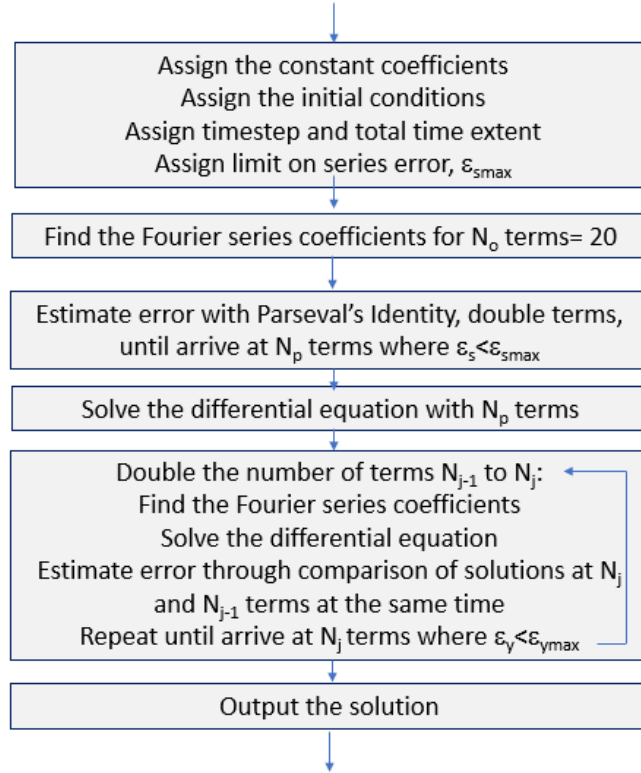 Assign the constant coefficients
Assign the initial conditions
Assign timestep and total time extent
Assign limit on series error, εsmax
Find the Fourier series coefficients for No terms= 20
Estimate error with Parseval's Identity, double terms,
until arrive at Np terms where εs<εsmax
Solve the differential equation with Np terms
Double the number of terms Nj-1 to Nj:
Find the Fourier series coefficients
Solve the differential equation
Estimate error through comparison of solutions at Nj
and Nj-1 terms at the same time
Repeat until arrive at Nj terms where εy<εymax
Output the solution